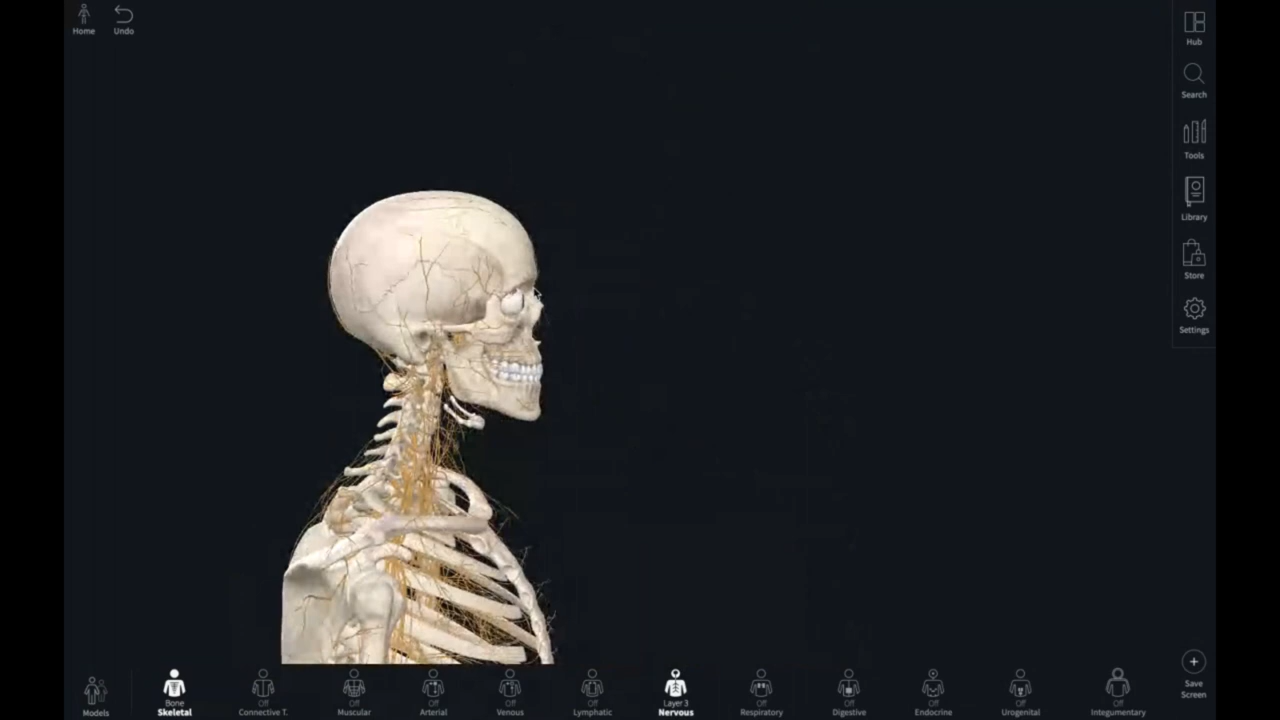 Home
Undo
Hub
Search
Tools
Library
Store
Settings
Save
Screen
Models
Bone
Skeletal
Off
Connective T.
Off
Muscular
Off
Arterial
Off
Venous
Off
Lymphatic
Layer 3
Nervous
Off
Respiratory
Off
Digestive
Off
Endocrine
Off
Urogenital
Off
Integumentary